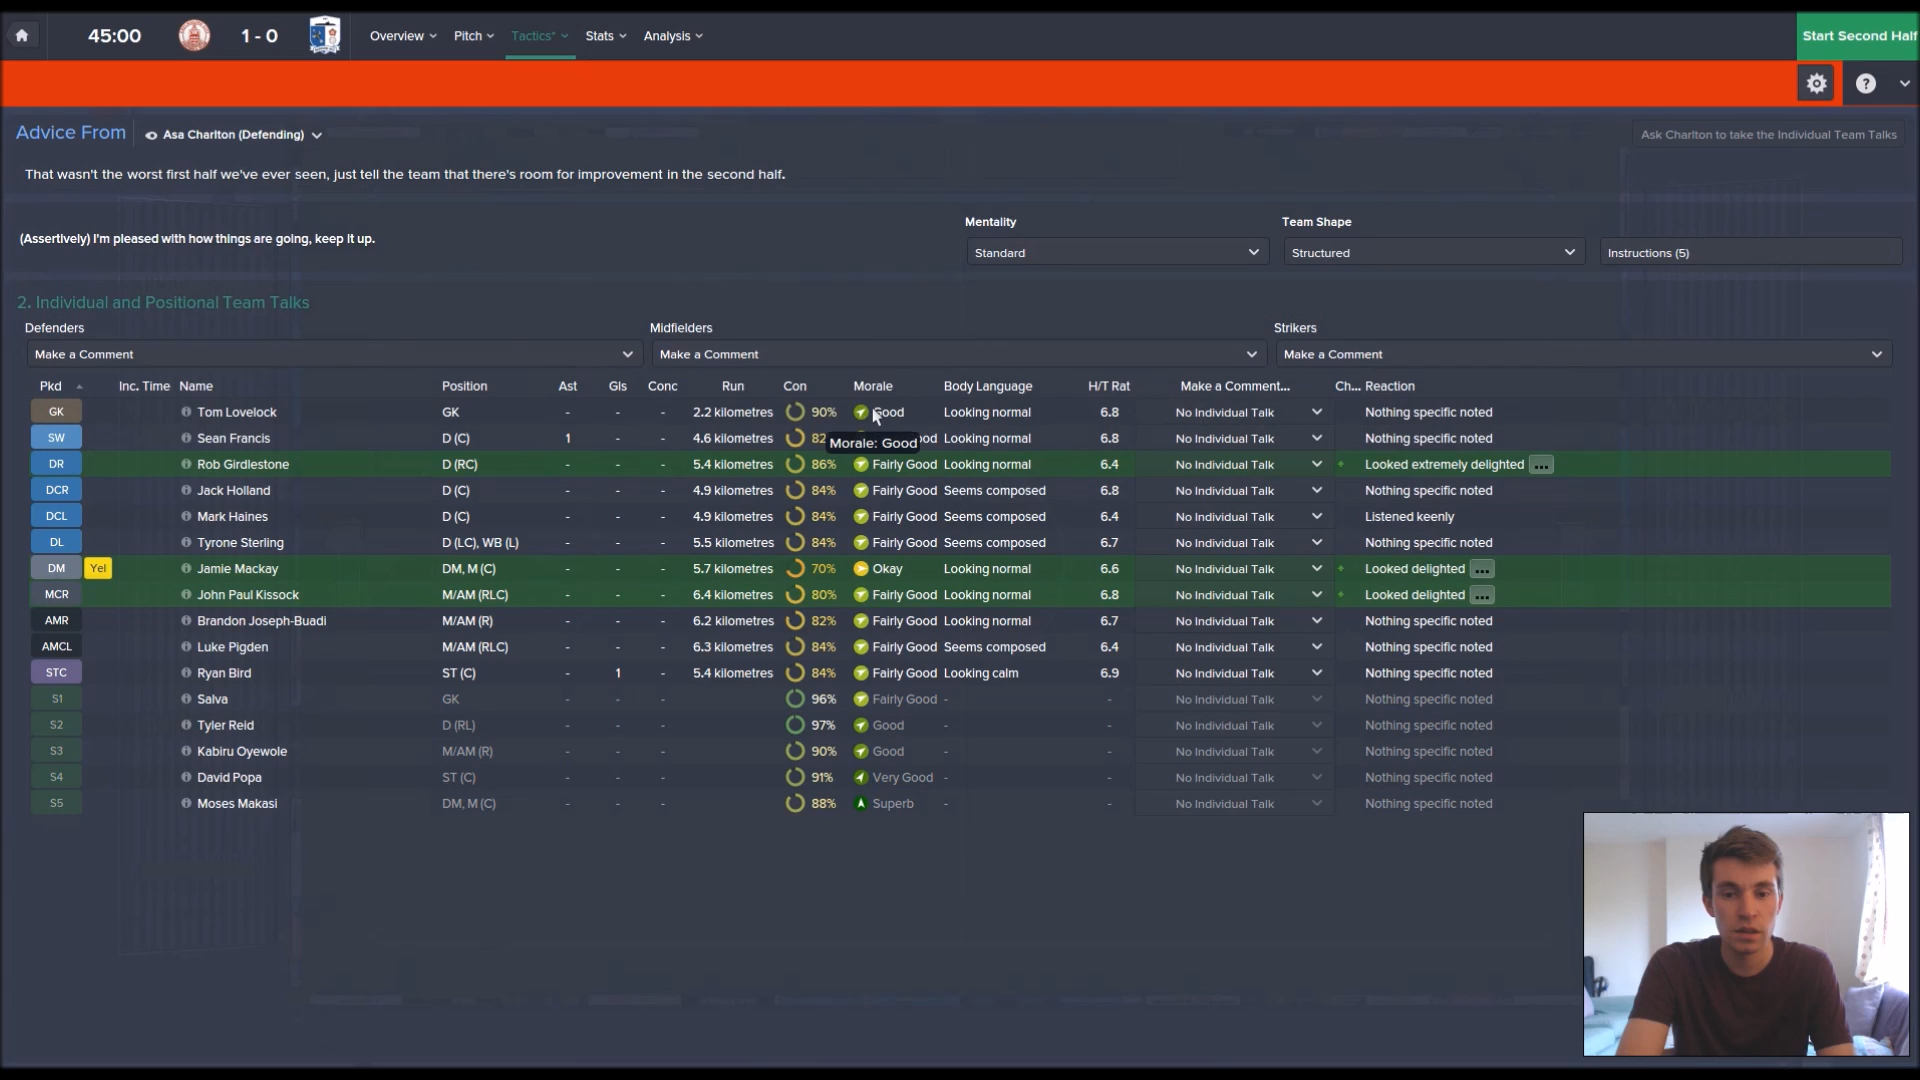 45:00 1 - 0 Overview Pitch Tactics* Stats Analysis Start Second Half
?
Advice From Asa Charlton (Defending) Ask Charlton to take the Individual Team Talks
That wasn't the worst first half we've ever seen, just tell the team that there's room for improvement in the second half.
Mentality Team Shape
(Assertively) I'm pleased with how things are going, keep it up.
Standard Structured Instructions (5)
2. Individual and Positional Team Talks
Defenders Midfielders Strikers
Make a Comment Make a Comment Make a Comment
Pkd Inc. Time Name Position Ast Gls Conc Run Con Morale Body Language H/T Rat Make a Comment... Ch... Reaction
GK Tom Lovelock GK - - - 2.2 kilometres 90% Good Looking normal 6.8 No Individual Talk Nothing specific noted
SW Sean Francis D (C) 1 - - 4.6 kilometres 82 od Looking normal 6.8 No Individual Talk Nothing specific noted
Morale: Good
DR Rob Girdlestone D (RC) - - - 5.4 kilometres 86% Fairly Good Looking normal 6.4 No Individual Talk Looked extremely delighted ...
DCR Jack Holland D (C) - - - 4.9 kilometres 84% Fairly Good Seems composed 6.8 No Individual Talk Nothing specific noted
DCL Mark Haines D (C) - - - 4.9 kilometres 84% Fairly Good Seems composed 6.4 No Individual Talk Listened keenly
DL Tyrone Sterling D (LC), WB (L) - - - 5.5 kilometres 84% Fairly Good Seems composed 6.7 No Individual Talk Nothing specific noted
DM Yel Jamie Mackay DM, M (C) - - - 5.7 kilometres 70% Okay Looking normal 6.6 No Individual Talk Looked delighted ...
MCR John Paul Kissock M/AM (RLC) - - - 6.4 kilometres 80% Fairly Good Looking normal 6.8 No Individual Talk Looked delighted ...
AMR Brandon Joseph-Buadi M/AM (R) - - - 6.2 kilometres 82% Fairly Good Looking normal 6.7 No Individual Talk Nothing specific noted
AMCL Luke Pigden M/AM (RLC) - - - 6.3 kilometres 84% Fairly Good Seems composed 6.4 No Individual Talk Nothing specific noted
STC Ryan Bird ST (C) - 1 - 5.4 kilometres 84% Fairly Good Looking calm 6.9 No Individual Talk Nothing specific noted
S1 Salva GK - - - 96% Fairly Good - - No Individual Talk Nothing specific noted
S2 Tyler Reid D (RL) - - - 97% Good - - No Individual Talk Nothing specific noted
S3 Kabiru Oyewole M/AM (R) - - - 90% Good - - No Individual Talk Nothing specific noted
S4 David Popa ST (C) - - - 91% Very Good - - No Individual Talk Nothing specific noted
S5 Moses Makasi DM, M (C) - - - 88% Superb - - No Individual Talk Nothing specific noted